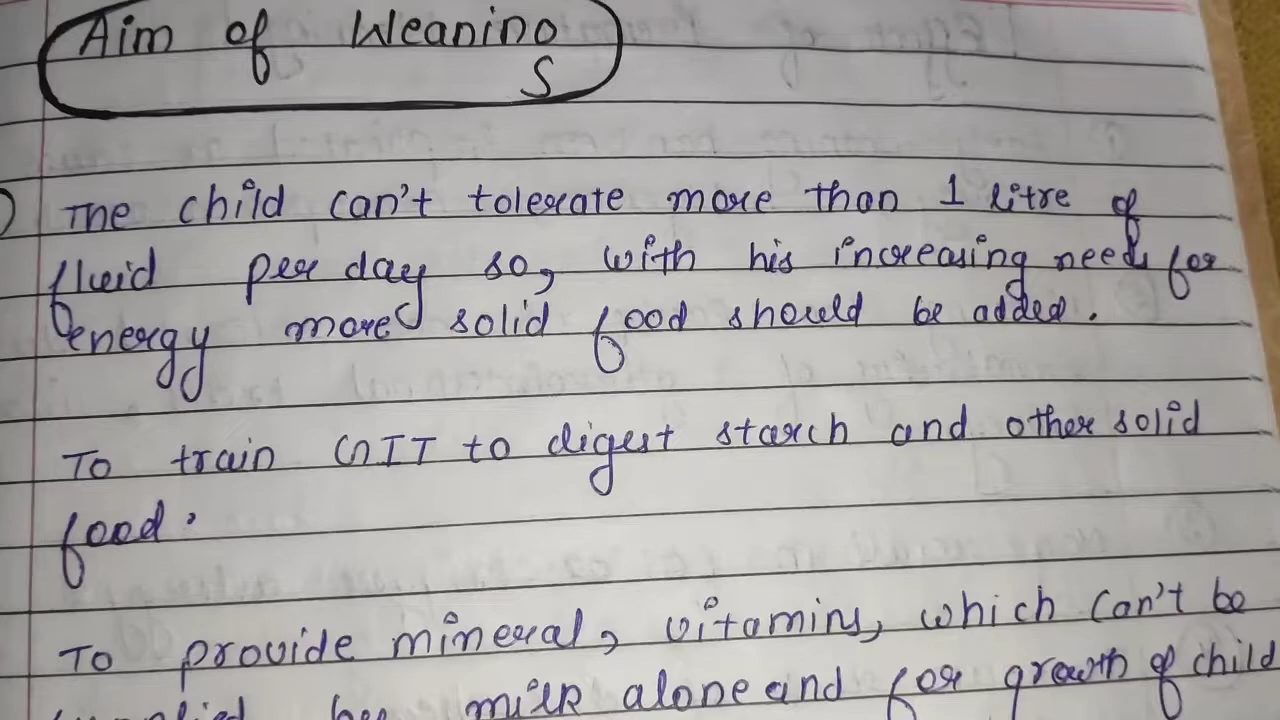 Aim of Weaning
The child can't tolerate more than 1 litre of
fluid per day so, with his increasing needs for
energy more solid food should be added.
To train GIT to digest starch and other solid
food.
To provide mineral, vitamins, which can't be
supplied by milk alone and for growth of child